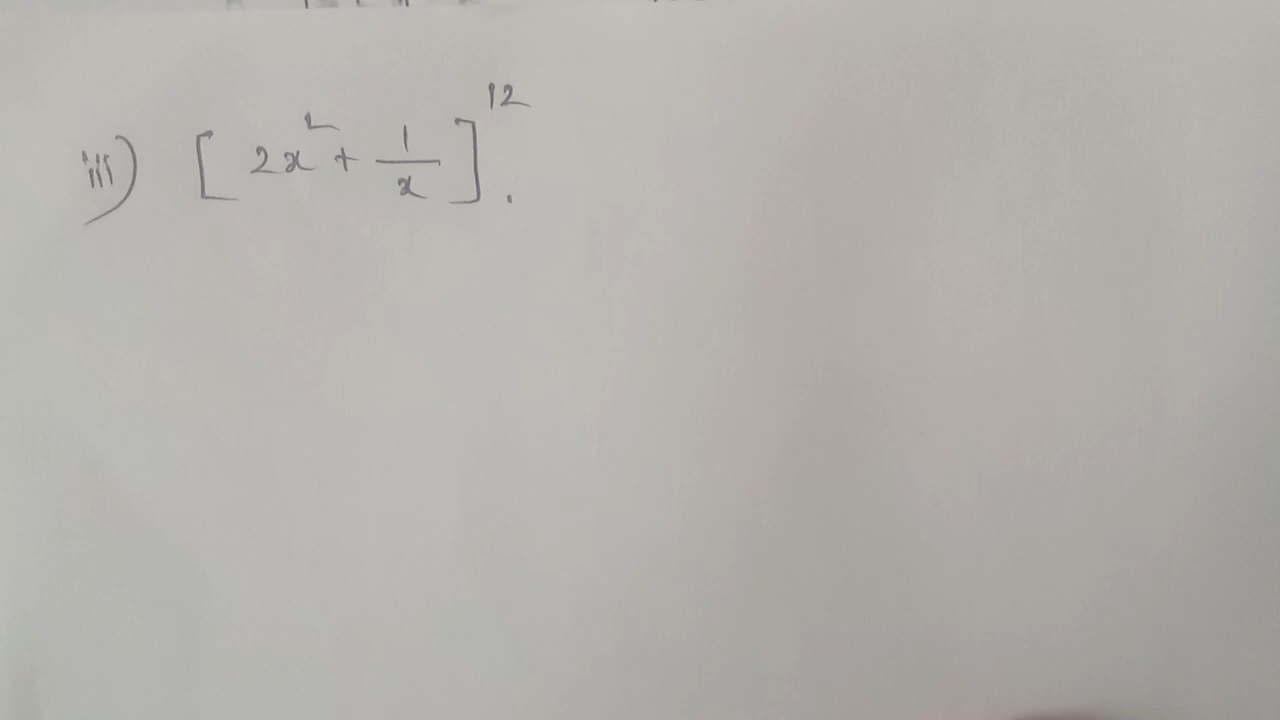 iii) [ 2x² + 1/x ]¹².